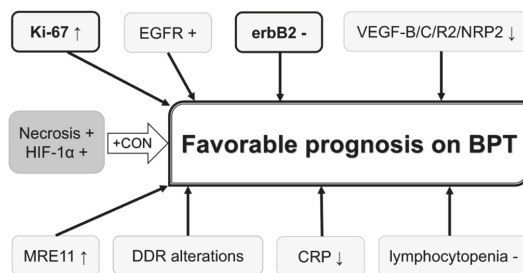 Ki-67 ↑
EGFR +
erbB2 -
VEGF-B/C/R2/NRP2 ↓
Necrosis +
HIF-1α +
+CON
Favorable prognosis on BPT
MRE11 ↑
DDR alterations
CRP ↓
lymphocytopenia -